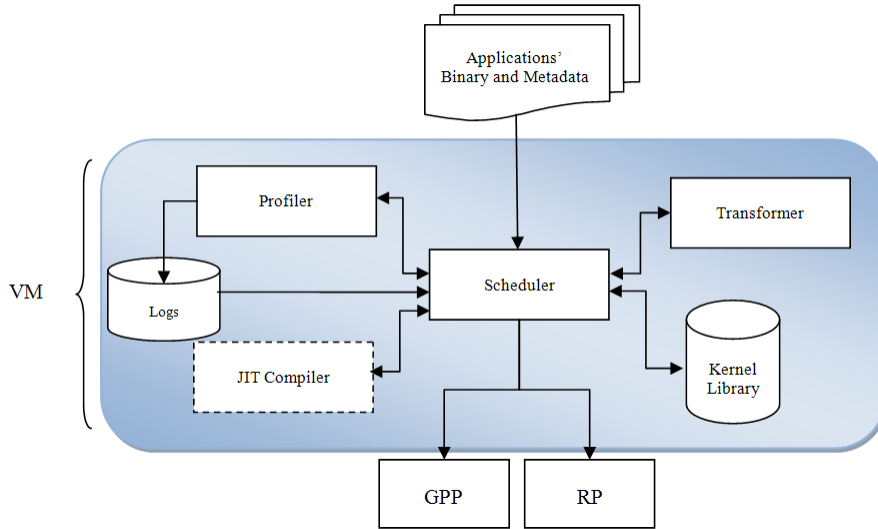 Applications’
Binary and Metadata
Profiler
Transformer
Scheduler
VM
Logs
JIT Compiler
Kernel
Library
GPP
RP